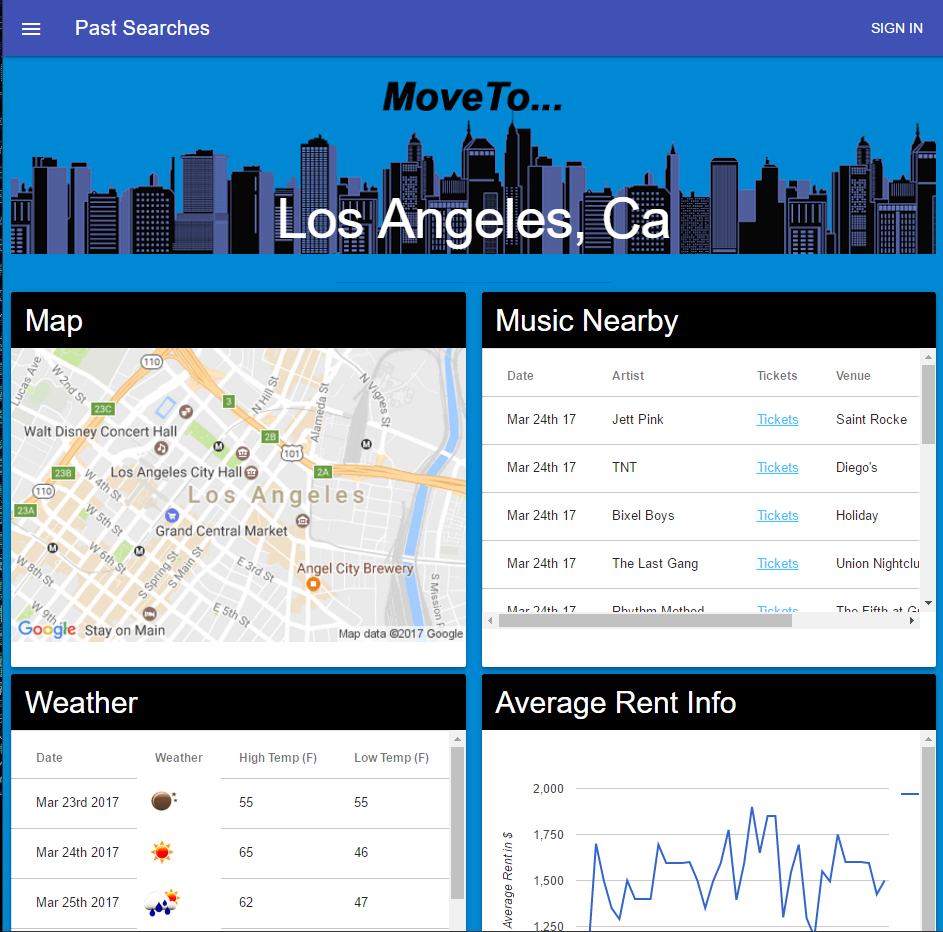 Past Searches
SIGN IN
MoveTo...
Los Angeles, Ca
Map
110
Lucas Ave
W 2nd St
23C
3
N Hill St
Alameda St
N Vignes St
Walt Disney Concert Hall
M
2B
M
101
Los Angeles City Hall
2A
23B
W 4th St
Los Angeles
110
23A
W 5th St
Grand Central Market
M
W 6th St
M
W 8th St
S Spring St
S Main St
E 3rd St
Angel City Brewery
W 9th St
E 5th St
S Mission R
Google
Stay on Main
Map data ©2017 Google
Music Nearby
Date Artist Tickets Venue
Mar 24th 17 Jett Pink Tickets Saint Rocke
Mar 24th 17 TNT Tickets Diego's
Mar 24th 17 Bixel Boys Tickets Holiday
Mar 24th 17 The Last Gang Tickets Union Nightclu
Mar 24th 17 Rhythm Method Tickets The Fifth at G
Weather
Date Weather High Temp (F) Low Temp (F)
Mar 23rd 2017 55 55
Mar 24th 2017 65 46
Mar 25th 2017 62 47
Average Rent Info
2,000
1,750
1,500
1,250
Average Rent in $